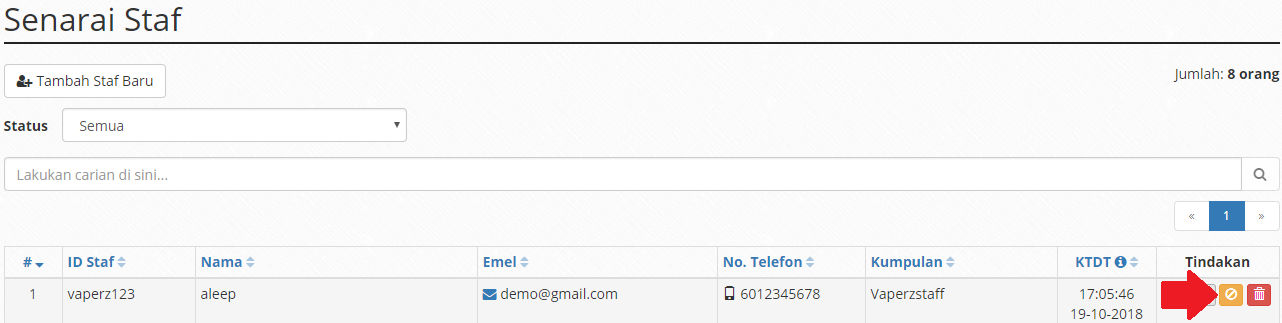 Senarai Staf
Tambah Staf Baru
Jumlah: 8 orang
Status Semua
Lakukan carian di sini...
« 1 »
# ID Staf Nama Emel No. Telefon Kumpulan KTDT Tindakan
1 vaperz123 aleep demo@gmail.com 6012345678 Vaperzstaff 17:05:46
19-10-2018